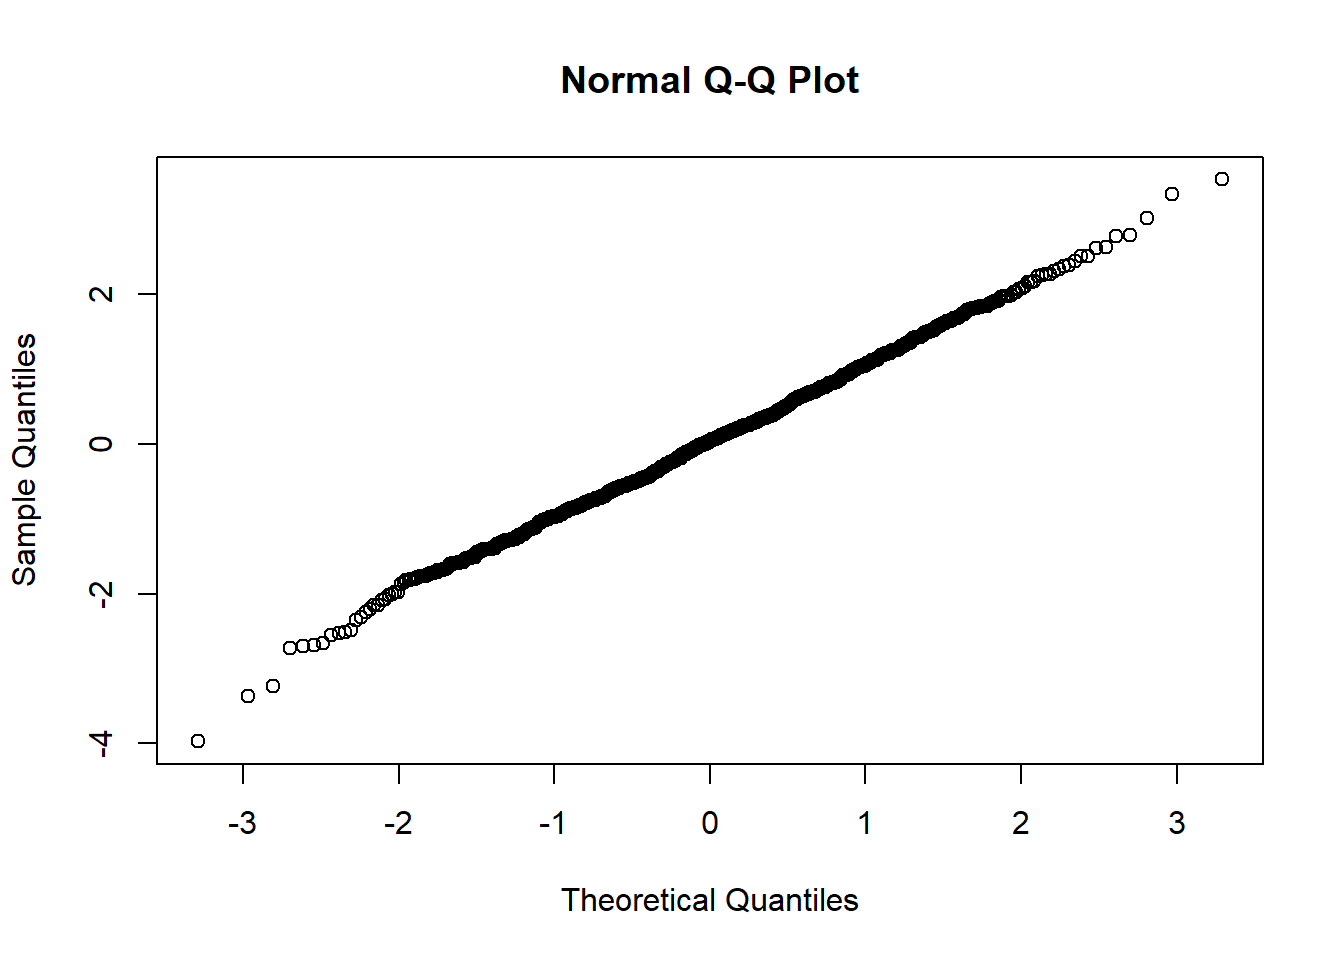 Normal Q-Q Plot
Sample Quantiles
2
0
-2
-4
-3 -2 -1 0 1 2 3
Theoretical Quantiles